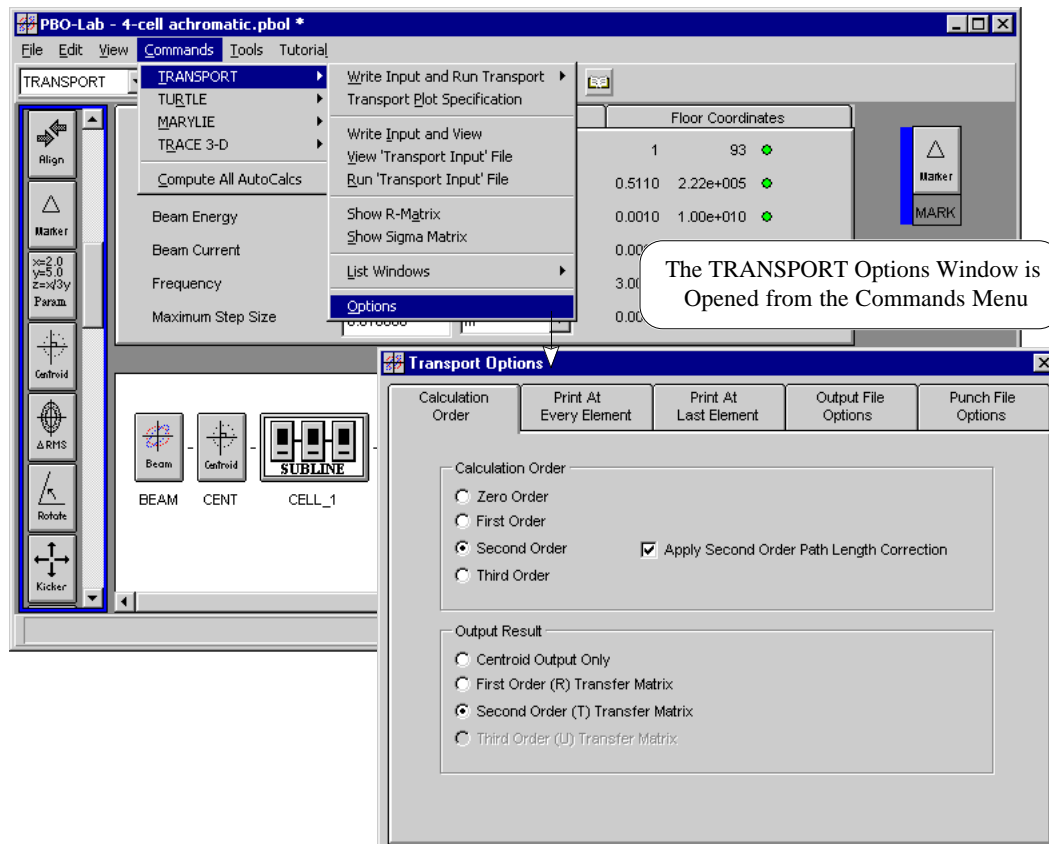 PBO-Lab - 4-cell achromatic.pbol *
File Edit View Commands Tools Tutorial
TRANSPORT
TRANSPORT
TURTLE
MARYLIE
TRACE 3-D
Compute All AutoCalcs
Write Input and Run Transport
Transport Plot Specification
Write Input and View
View 'Transport Input' File
Run 'Transport Input' File
Show R-Matrix
Show Sigma Matrix
List Windows
Options
Floor Coordinates
1 93
0.5110 2.22e+005
Beam Energy 0.0010 1.00e+010
Beam Current 0.00
Frequency 3.00
Maximum Step Size m 0.00
Align
Marker
x=2.0
y=5.0
z=x/3y
Param
Centroid
ΔRMS
Rotate
Kicker
Marker
MARK
The TRANSPORT Options Window is
Opened from the Commands Menu
Beam
Centroid
SUBLINE
BEAM CENT CELL_1
Transport Options
Calculation
Order
Print At
Every Element
Print At
Last Element
Output File
Options
Punch File
Options
Calculation Order
Zero Order
First Order
Second Order
Apply Second Order Path Length Correction
Third Order
Output Result
Centroid Output Only
First Order (R) Transfer Matrix
Second Order (T) Transfer Matrix
Third Order (U) Transfer Matrix